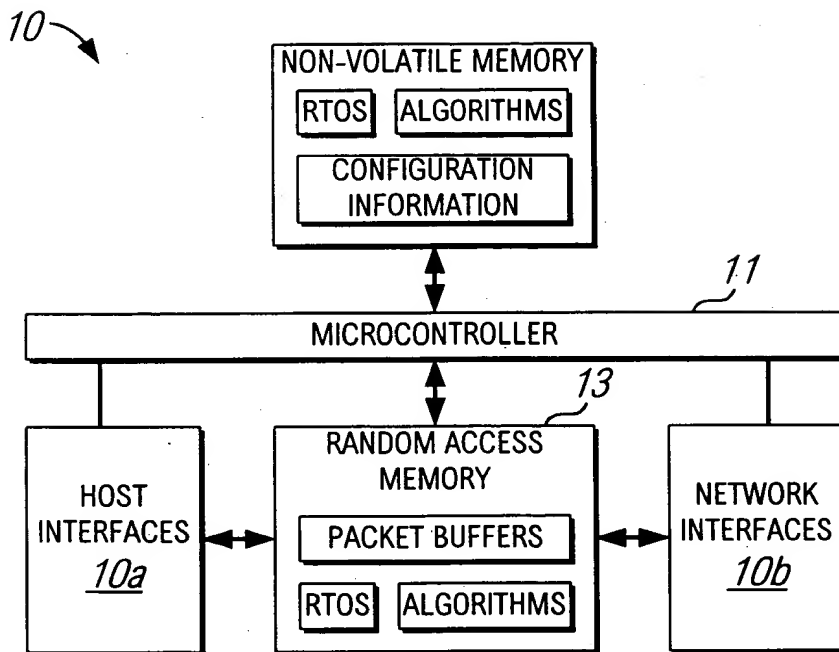 10
NON-VOLATILE MEMORY
RTOS
ALGORITHMS
CONFIGURATION
INFORMATION
11
MICROCONTROLLER
13
HOST
INTERFACES
10a
RANDOM ACCESS
MEMORY
PACKET BUFFERS
RTOS
ALGORITHMS
NETWORK
INTERFACES
10b